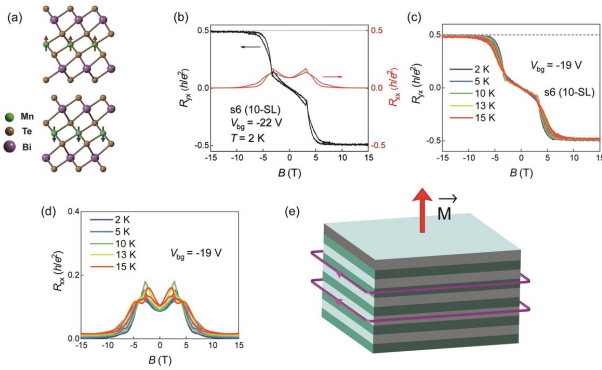 (a)
Mn
Te
Bi
(b)
0.5
0.0
-0.5
R_yx (h/e²)
s6 (10-SL)
V_bg = -22 V
T = 2 K
0.5
0.0
-0.5
R_xx (h/e²)
-15 -10 -5 0 5 10 15
B (T)
(c)
0.5
0.0
-0.5
R_yx (h/e²)
V_bg = -19 V
s6 (10-SL)
2 K
5 K
10 K
13 K
15 K
-15 -10 -5 0 5 10 15
B (T)
(d)
0.4
0.2
0.0
R_xx (h/e²)
2 K
5 K
10 K
13 K
15 K
V_bg = -19 V
-15 -10 -5 0 5 10 15
B (T)
(e)
M